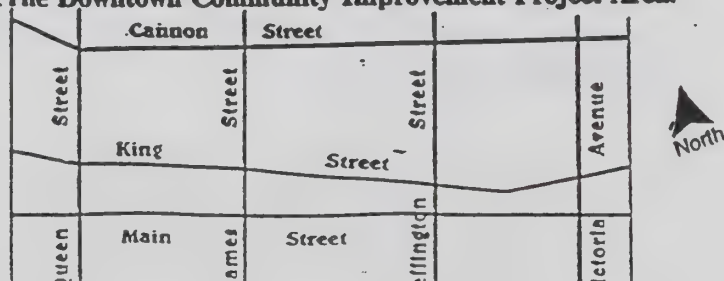 The Downtown Community Improvement Project Area.
Cannon Street
Street
Street
Street
Avenue
North
King Street
Main Street
ueen
ames
ellington
ictoria